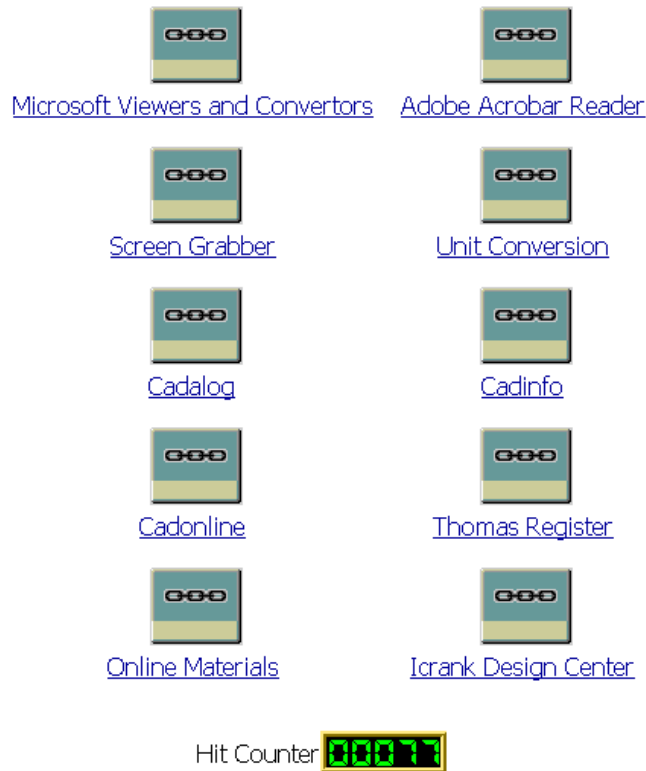 Microsoft Viewers and Convertors Adobe Acrobar Reader
Screen Grabber Unit Conversion
Cadalog Cadinfo
Cadonline Thomas Register
Online Materials Icrank Design Center
Hit Counter 00077